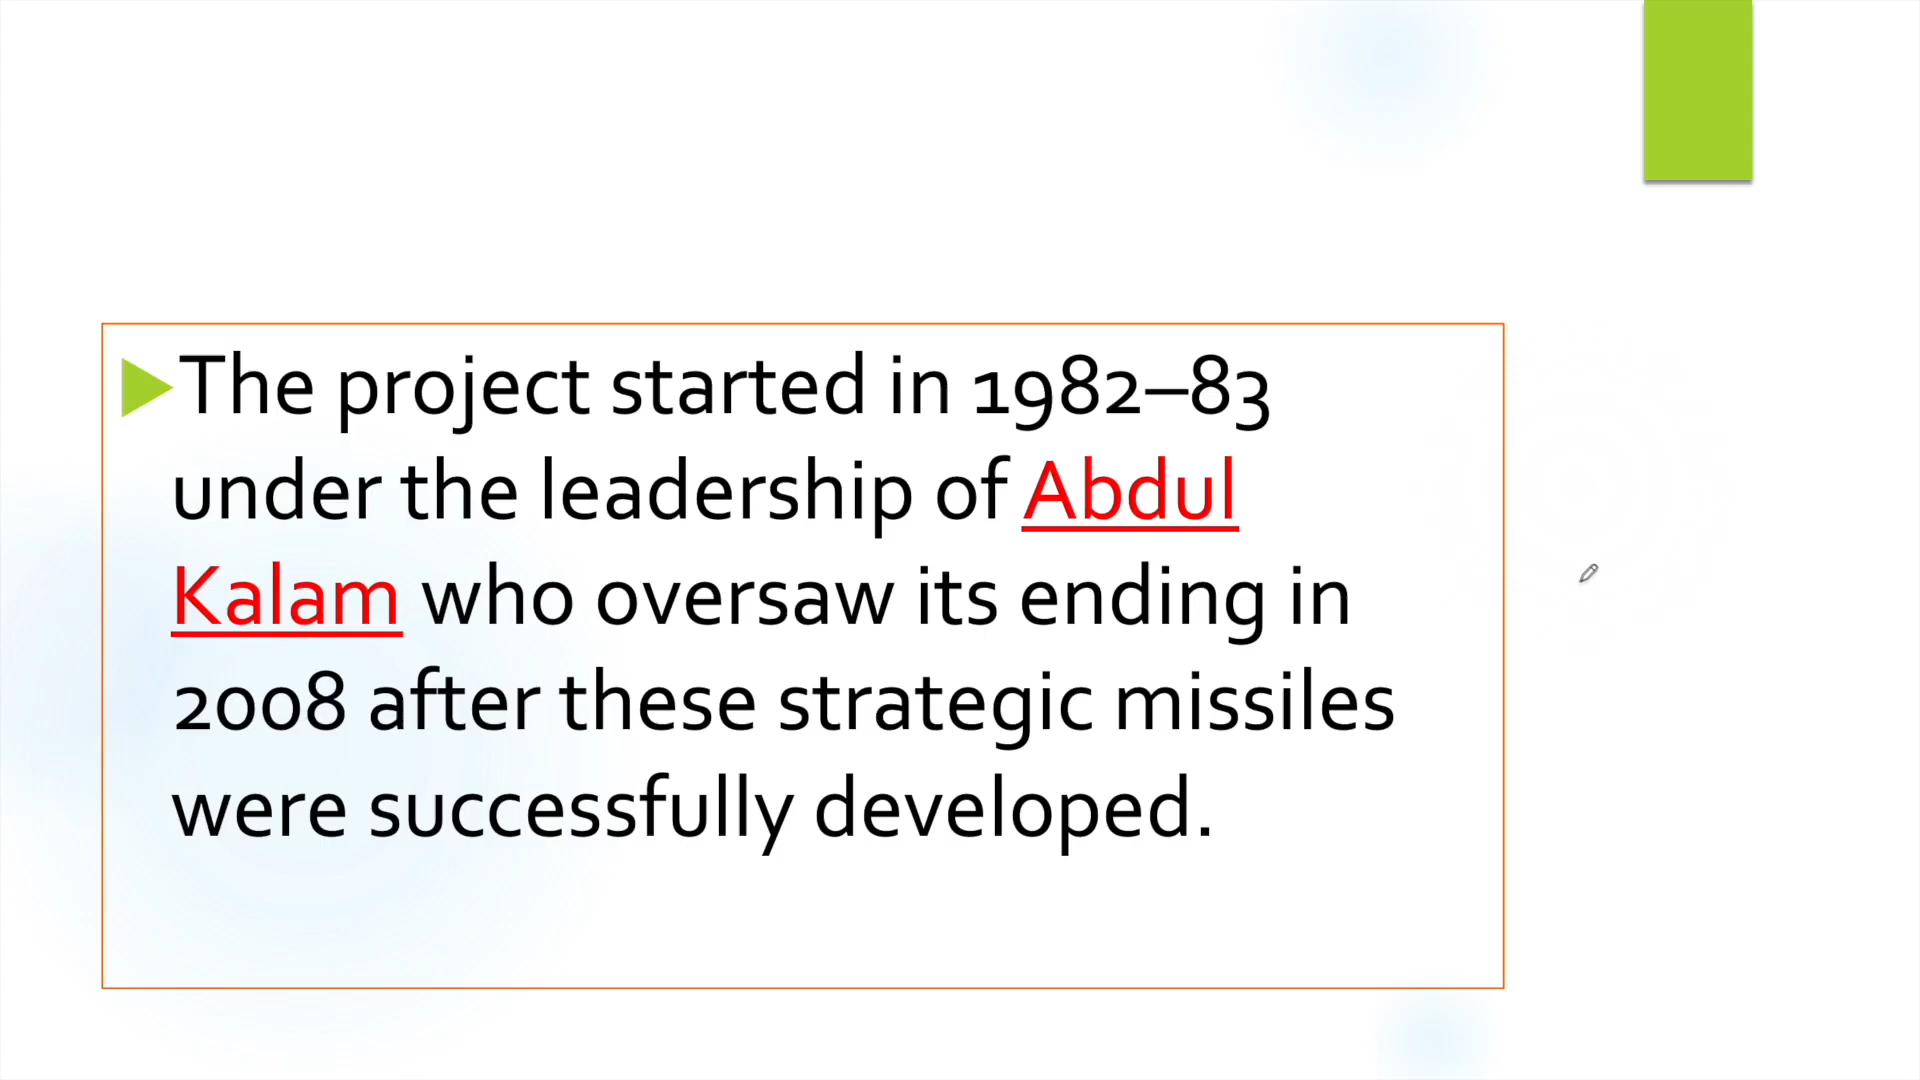 The project started in 1982–83
under the leadership of Abdul
Kalam who oversaw its ending in
2008 after these strategic missiles
were successfully developed.